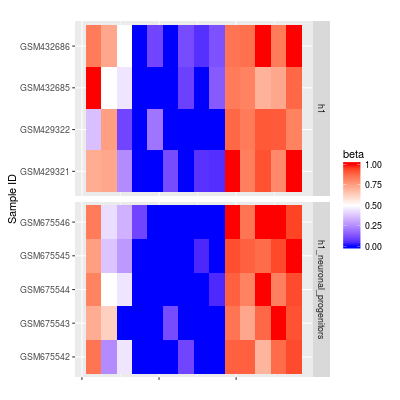 GSM432686
GSM432685
GSM429322
GSM429321
h1
GSM675546
GSM675545
GSM675544
GSM675543
GSM675542
h1_neuronal_progenitors
Sample ID
beta
1.00
0.75
0.50
0.25
0.00